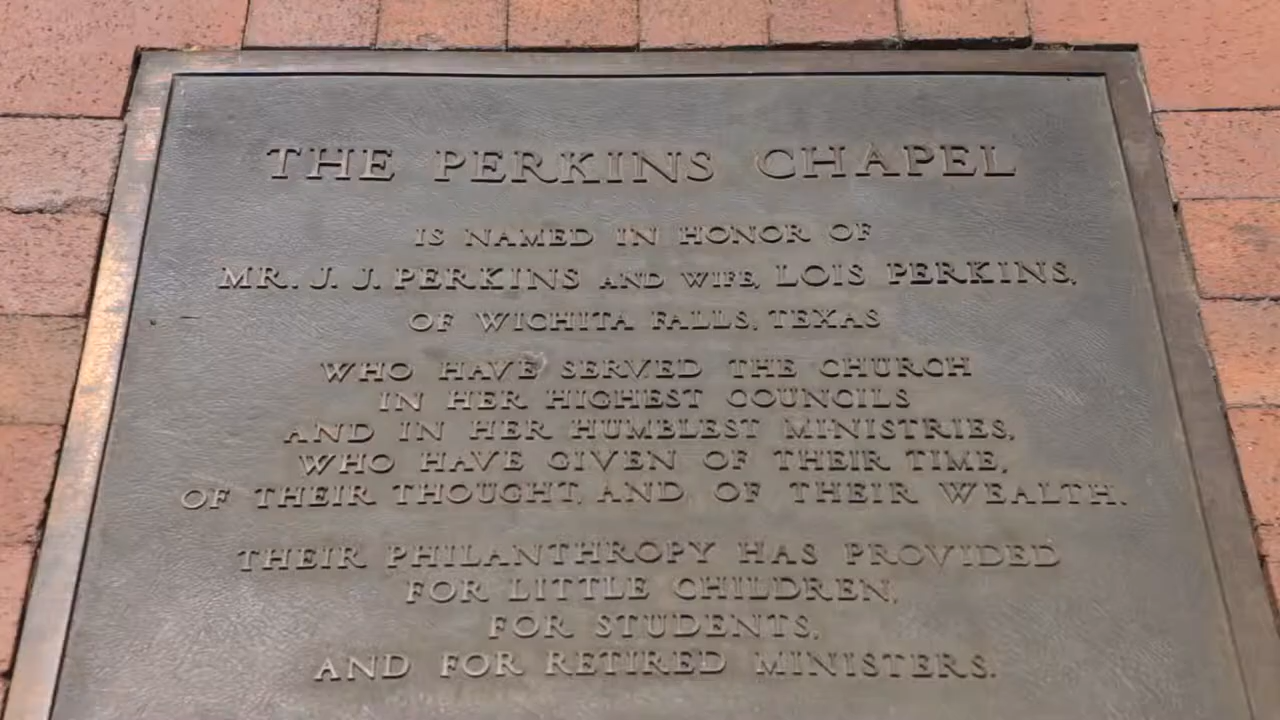 THE PERKINS CHAPEL
IS NAMED IN HONOR OF
MR. J. J. PERKINS AND WIFE, LOIS PERKINS,
OF WICHITA FALLS, TEXAS
WHO HAVE SERVED THE CHURCH
IN HER HIGHEST COUNCILS
AND IN HER HUMBLEST MINISTRIES,
WHO HAVE GIVEN OF THEIR TIME,
OF THEIR THOUGHT, AND OF THEIR WEALTH.
THEIR PHILANTHROPY HAS PROVIDED
FOR LITTLE CHILDREN,
FOR STUDENTS,
AND FOR RETIRED MINISTERS.